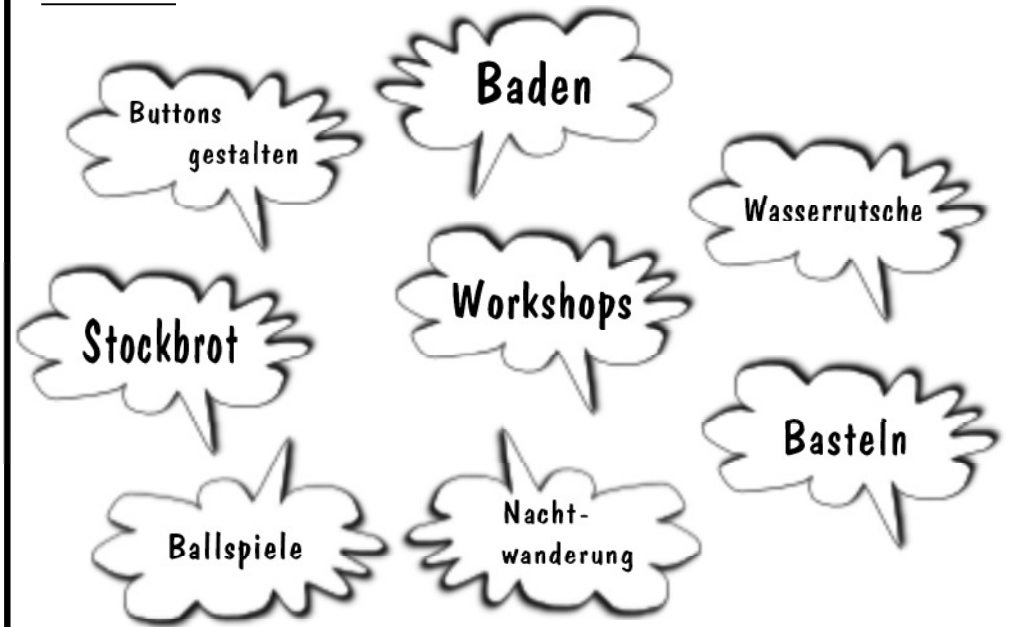 Baden
Buttons
gestalten
Wasserrutsche
Workshops
Stockbrot
Basteln
Nacht-
wanderung
Ballspiele